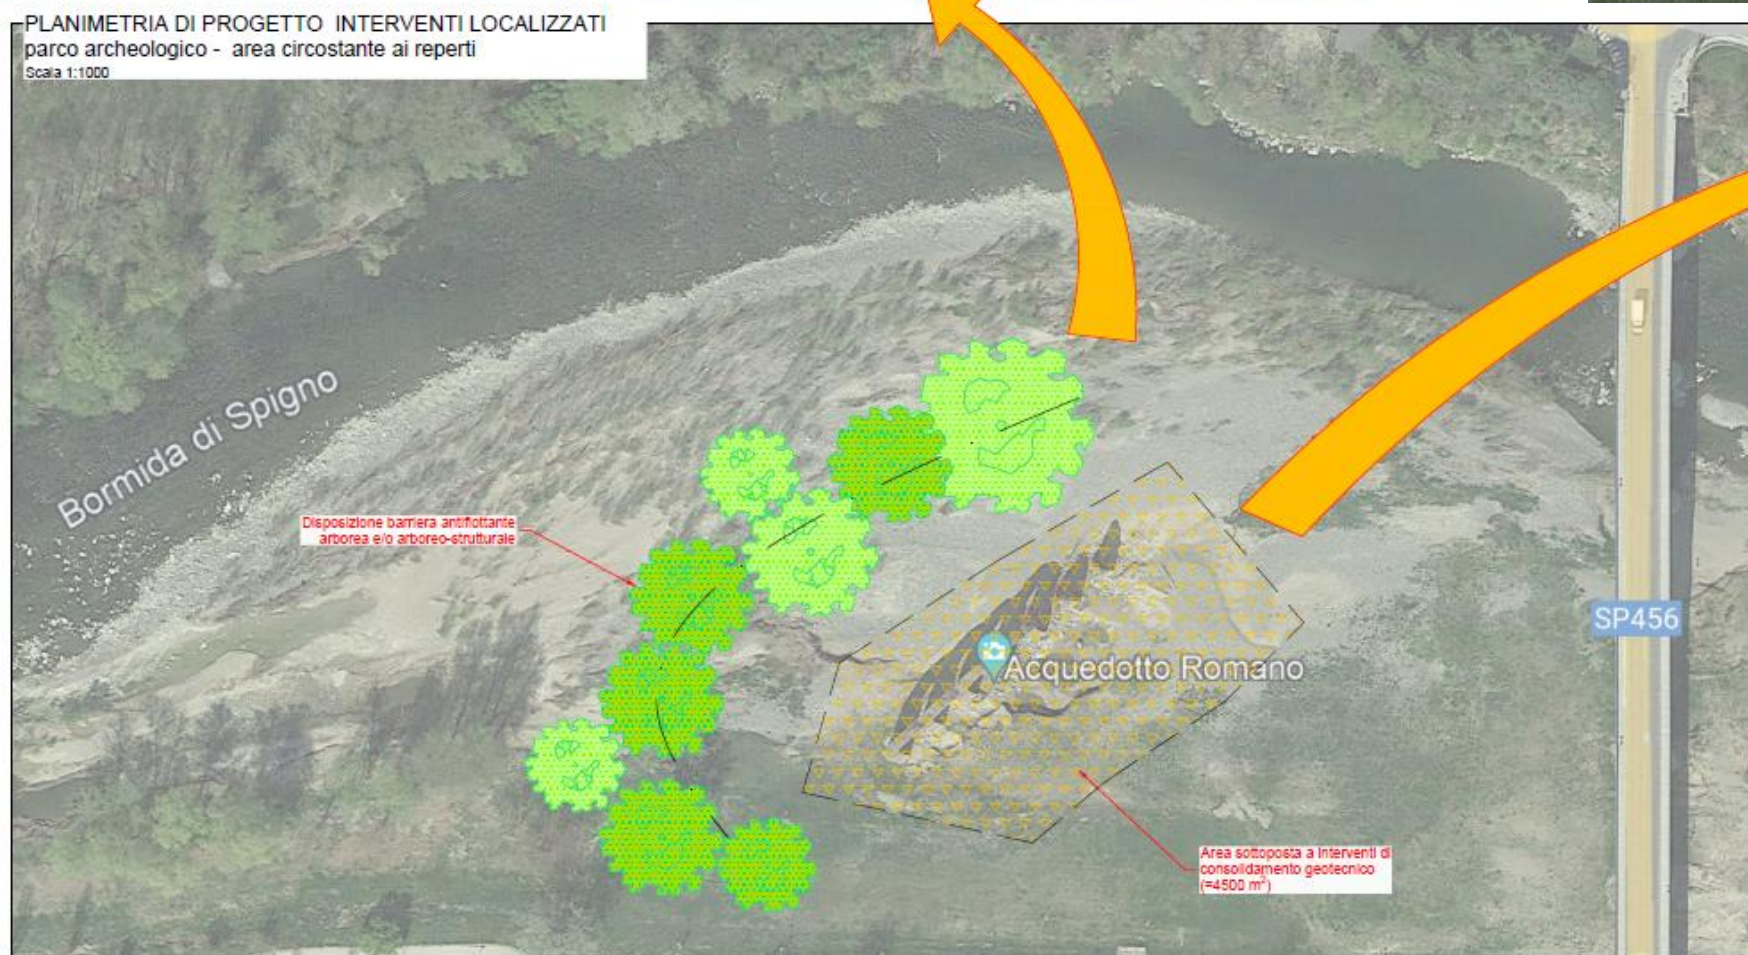 PLANIMETRIA DI PROGETTO INTERVENTI LOCALIZZATI
parco archeologico - area circostante ai reperti
Scala 1:1000
Bormida di Spigno
Disposizione barriera antiflottante
arborea e/o arboreo-strutturale
SP456
Acquedotto Romano
Area sottoposta a interventi di
consolidamento geotecnico
(=4500 m²)